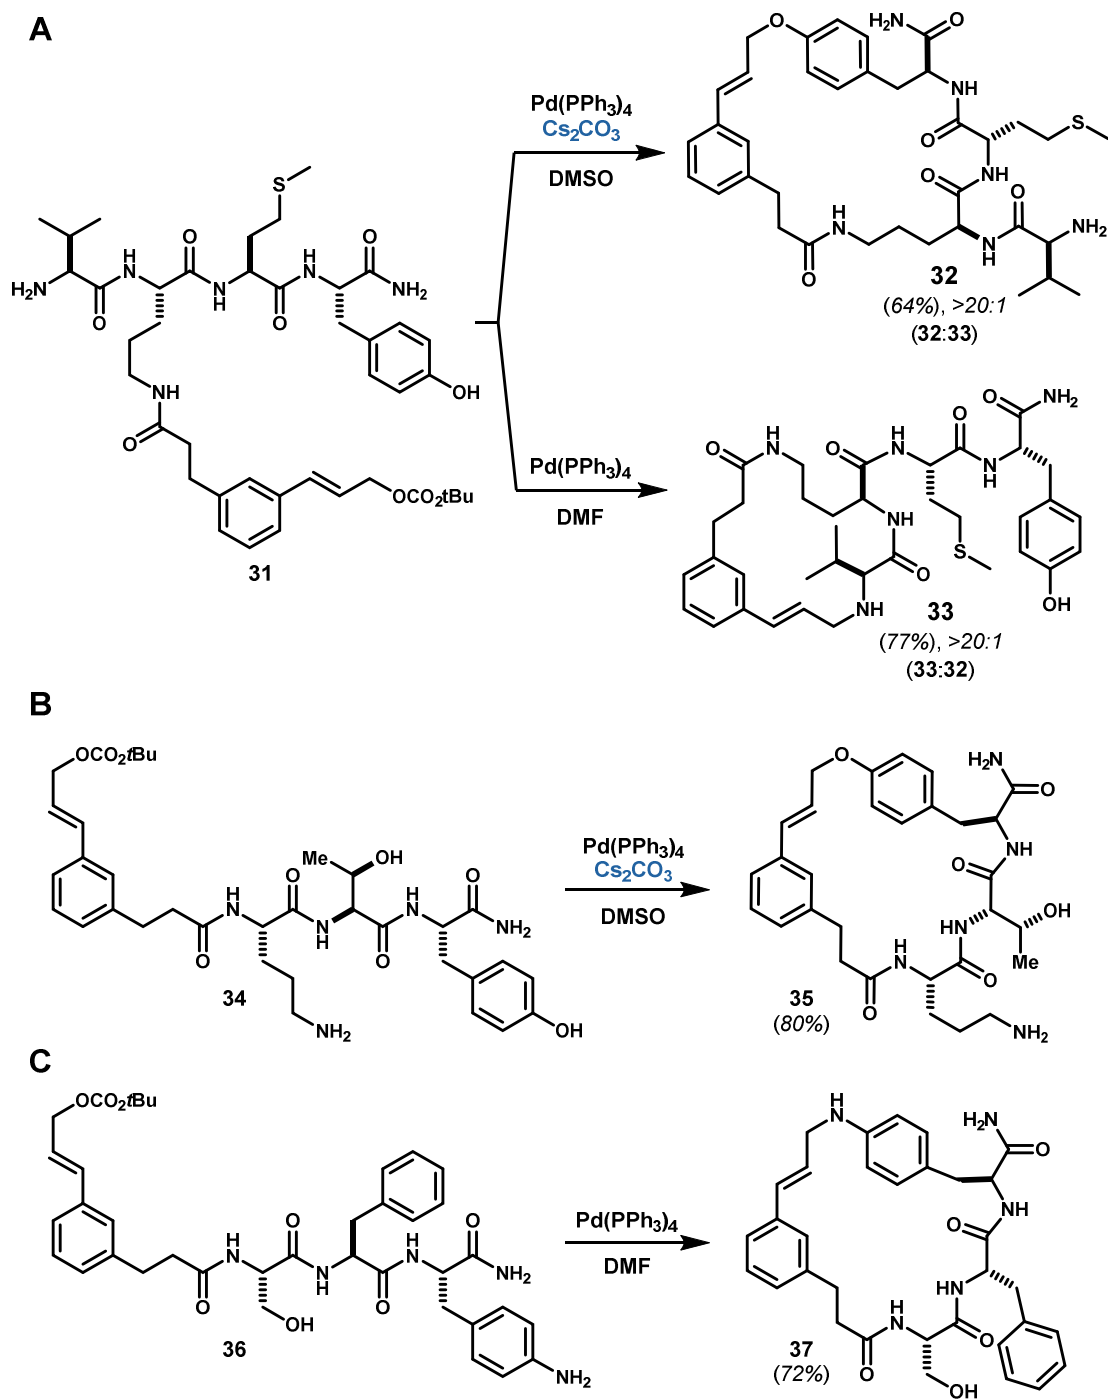 A
H₂N
O
NH₂
NH
O
N
H
O
H
N
S
O
N
H
H
N
O
NH₂
OH
O
OCO₂tBu
31
Pd(PPh₃)₄
Cs₂CO₃
DMSO
O
H₂N
O
NH
O
S
NH
O
O
NH₂
NH
H
N
O
32
(64%), >20:1
(32:33)
Pd(PPh₃)₄
DMF
O
H
N
O
H
N
O
NH
O
NH₂
NH
O
S
NH
OH
33
(77%), >20:1
(33:32)
B
OCO₂tBu
O
H
N
O
N
H
Me
OH
O
H
N
O
NH₂
NH₂
OH
34
Pd(PPh₃)₄
Cs₂CO₃
DMSO
O
H₂N
O
NH
O
HN
OH
Me
O
H
N
O
NH₂
35
(80%)
C
OCO₂tBu
O
H
N
O
N
H
O
H
N
O
NH₂
OH
NH₂
36
Pd(PPh₃)₄
DMF
H
N
H₂N
O
NH
O
HN
O
H
N
O
OH
37
(72%)